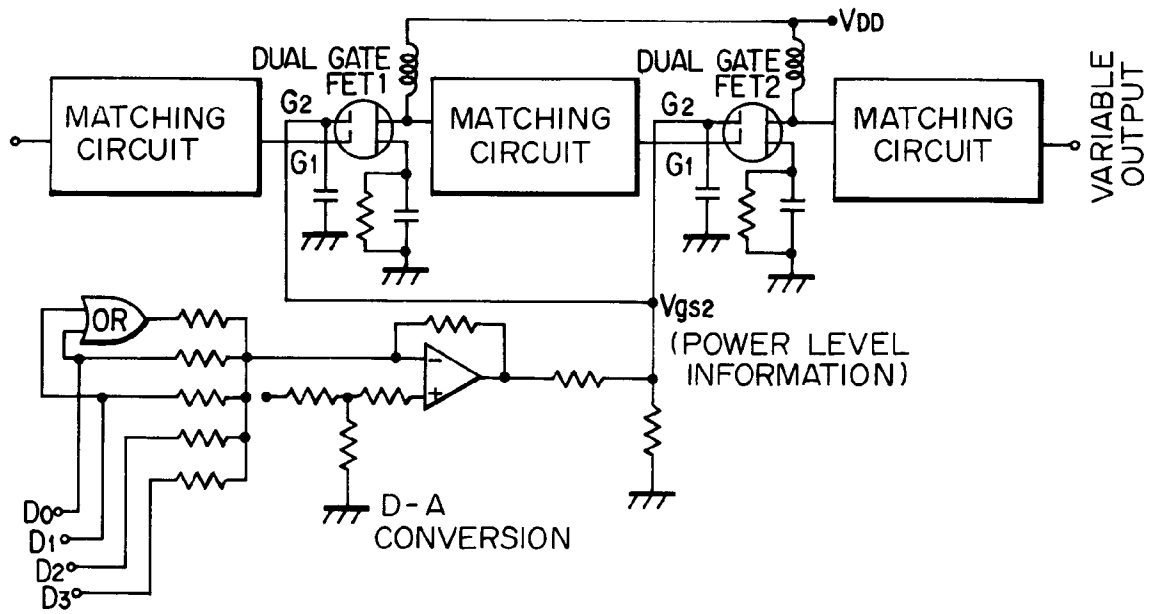 VDD
DUAL GATE
FET1
DUAL GATE
FET2
MATCHING
CIRCUIT
G2
G1
MATCHING
CIRCUIT
G2
G1
MATCHING
CIRCUIT
VARIABLE
OUTPUT
OR
Vgs2
(POWER LEVEL
INFORMATION)
−
+
D-A
CONVERSION
D0
D1
D2
D3